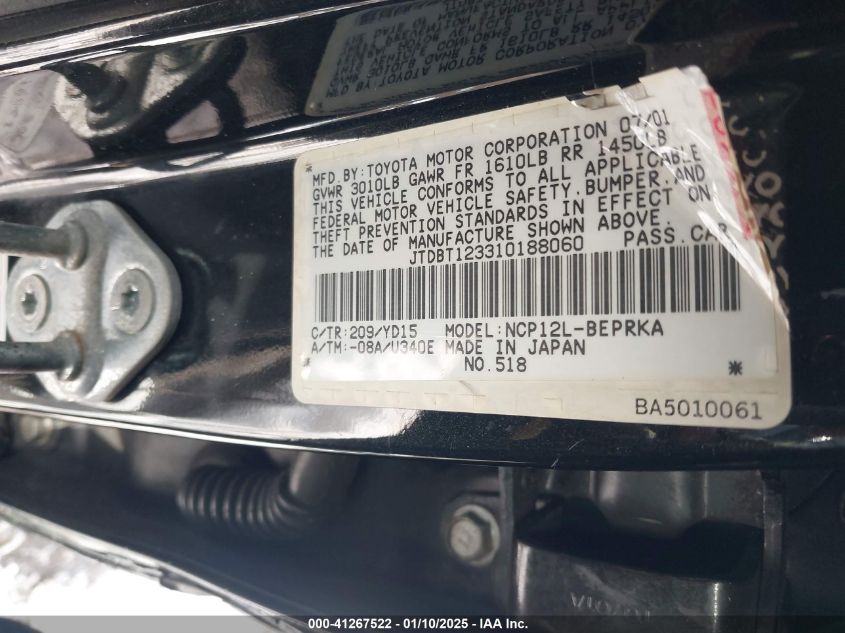 MFD.BY:TOYOTA MOTOR CORPORATION 07/01
GVWR 3010LB GAWR FR 1610LB RR 1450LB
THIS VEHICLE CONFORMS TO ALL APPLICABLE
FEDERAL MOTOR VEHICLE SAFETY,BUMPER,AND
THEFT PREVENTION STANDARDS IN EFFECT ON
THE DATE OF MANUFACTURE SHOWN ABOVE.
JTDBT123310188060 PASS.CAR
C/TR:209/YD15 MODEL:NCP12L-BEPRKA
A/TM:-08A/U340E MADE IN JAPAN
NO.518
* *
BA5010061
000-41267522 - 01/10/2025 - IAAI, Inc.